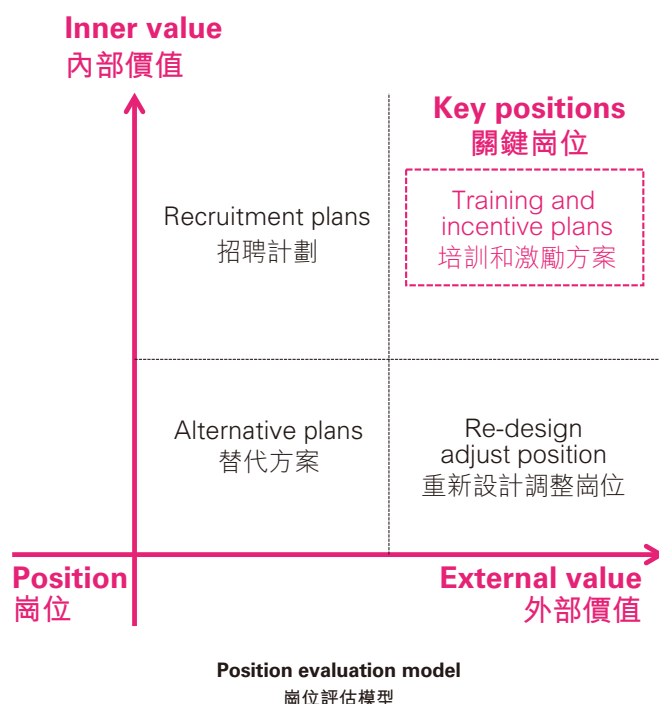 Inner value
內部價值
Key positions
關鍵崗位
Recruitment plans
招聘計劃
Training and
incentive plans
培訓和激勵方案
Alternative plans
替代方案
Re-design
adjust position
重新設計調整崗位
Position
崗位
External value
外部價值
Position evaluation model
崗位評估模型